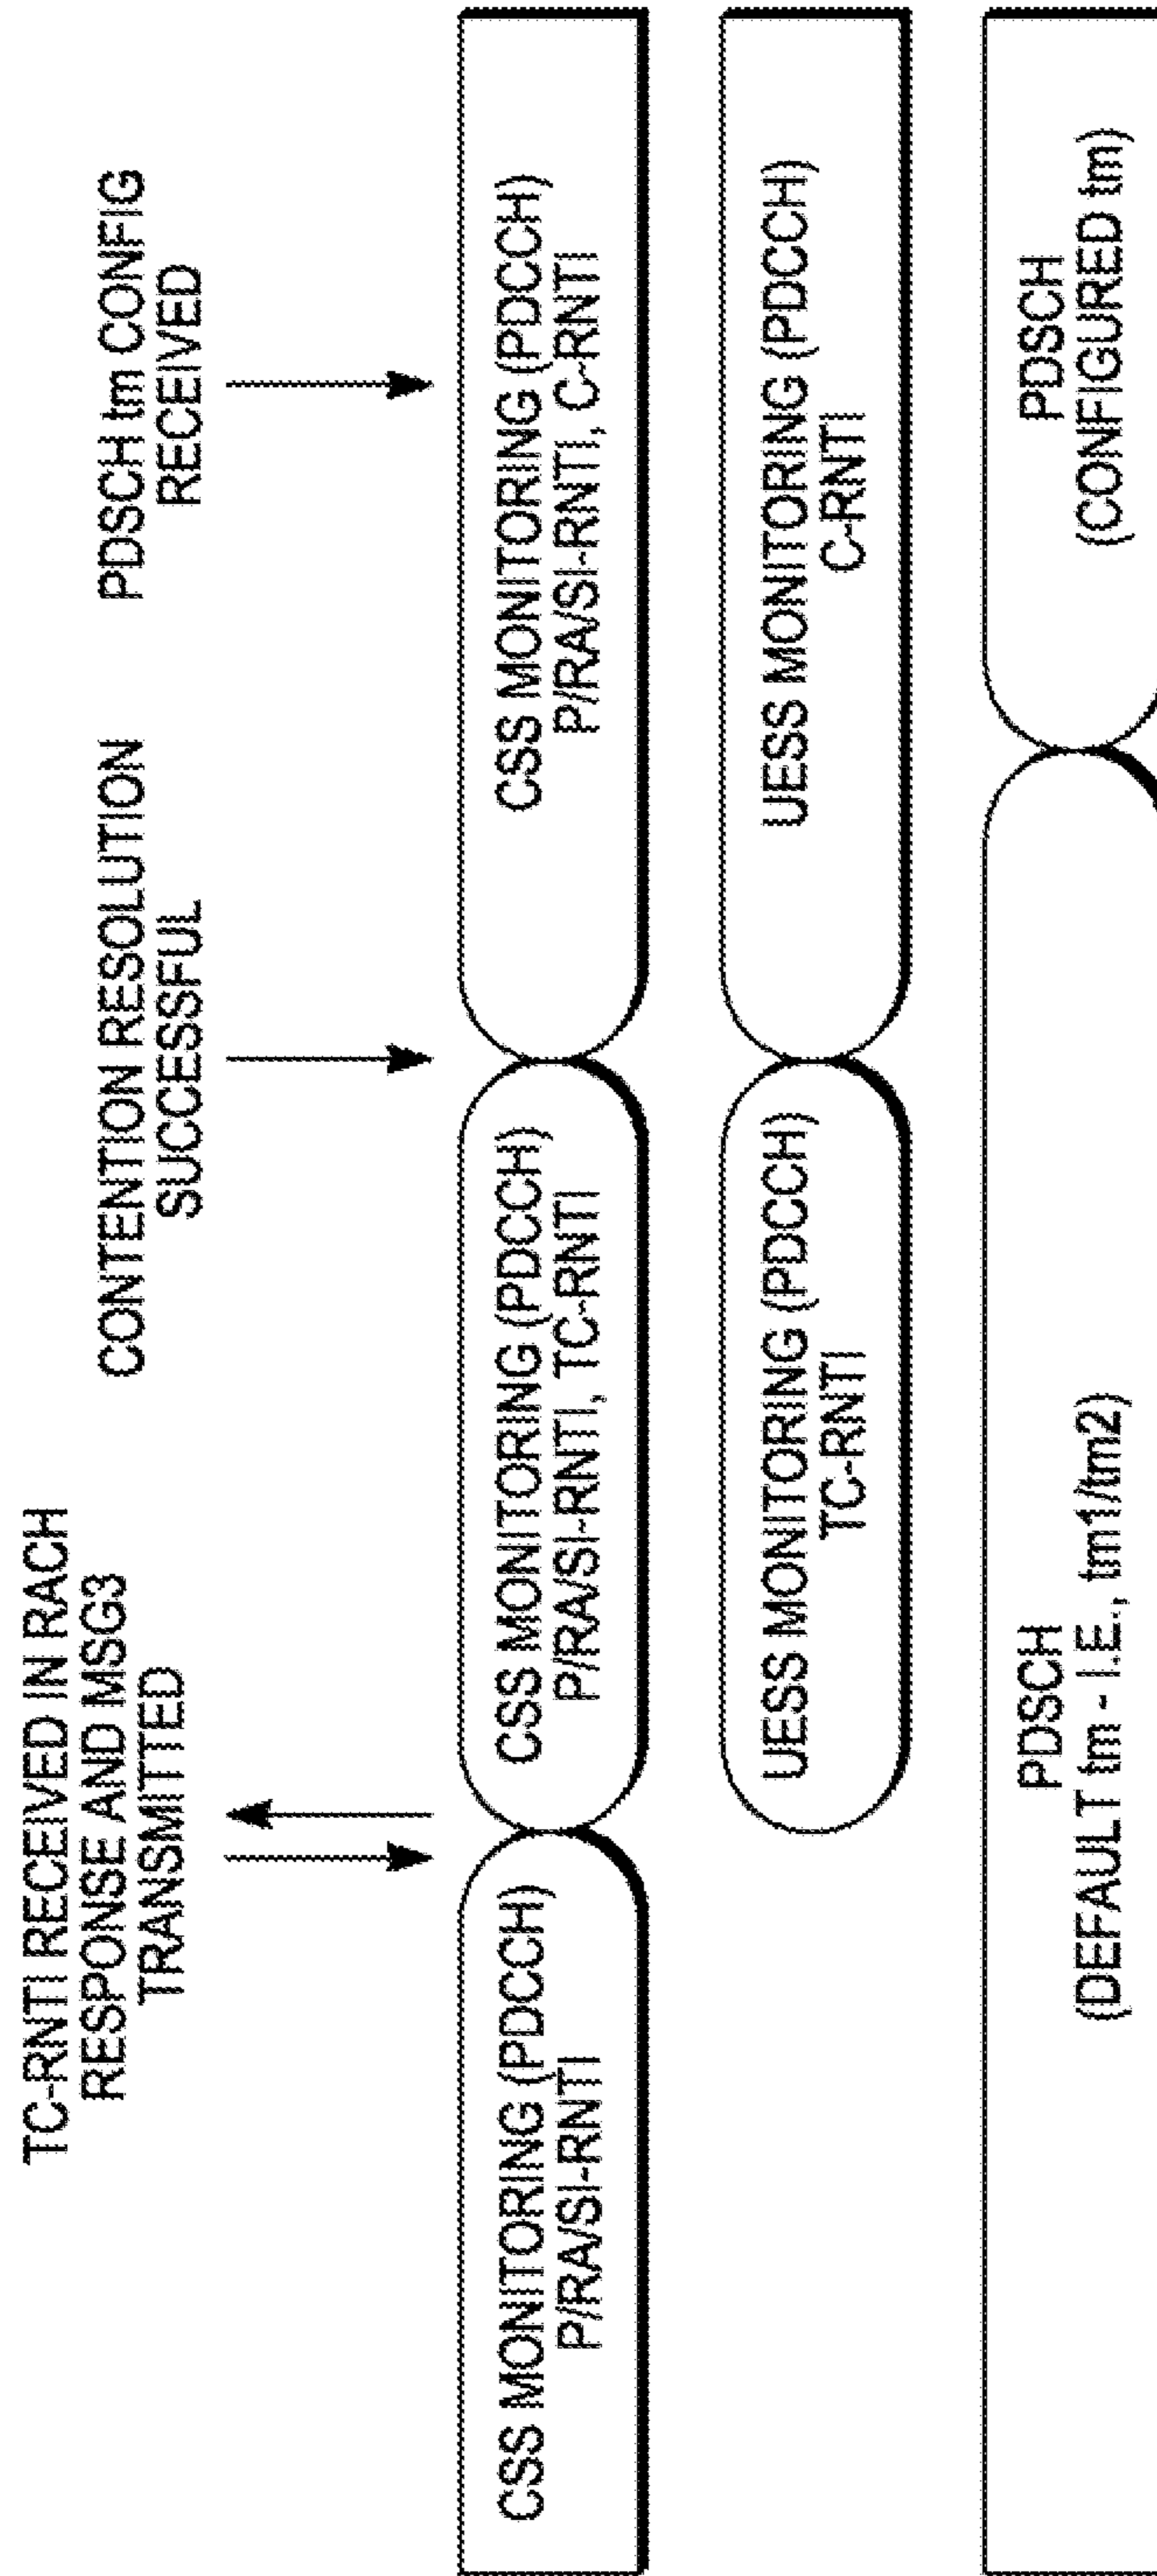 TC-RNTI RECEIVED IN RACH
RESPONSE AND MSG3
TRANSMITTED
CONTENTION RESOLUTION
SUCCESSFUL
PDSCH tm CONFIG
RECEIVED
CSS MONITORING (PDCCH)
P/RA/SI-RNTI
CSS MONITORING (PDCCH)
P/RA/SI-RNTI, TC-RNTI
CSS MONITORING (PDCCH)
P/RA/SI-RNTI, C-RNTI
UESS MONITORING (PDCCH)
TC-RNTI
UESS MONITORING (PDCCH)
C-RNTI
PDSCH
(DEFAULT tm - I.E., tm1/tm2)
PDSCH
(CONFIGURED tm)